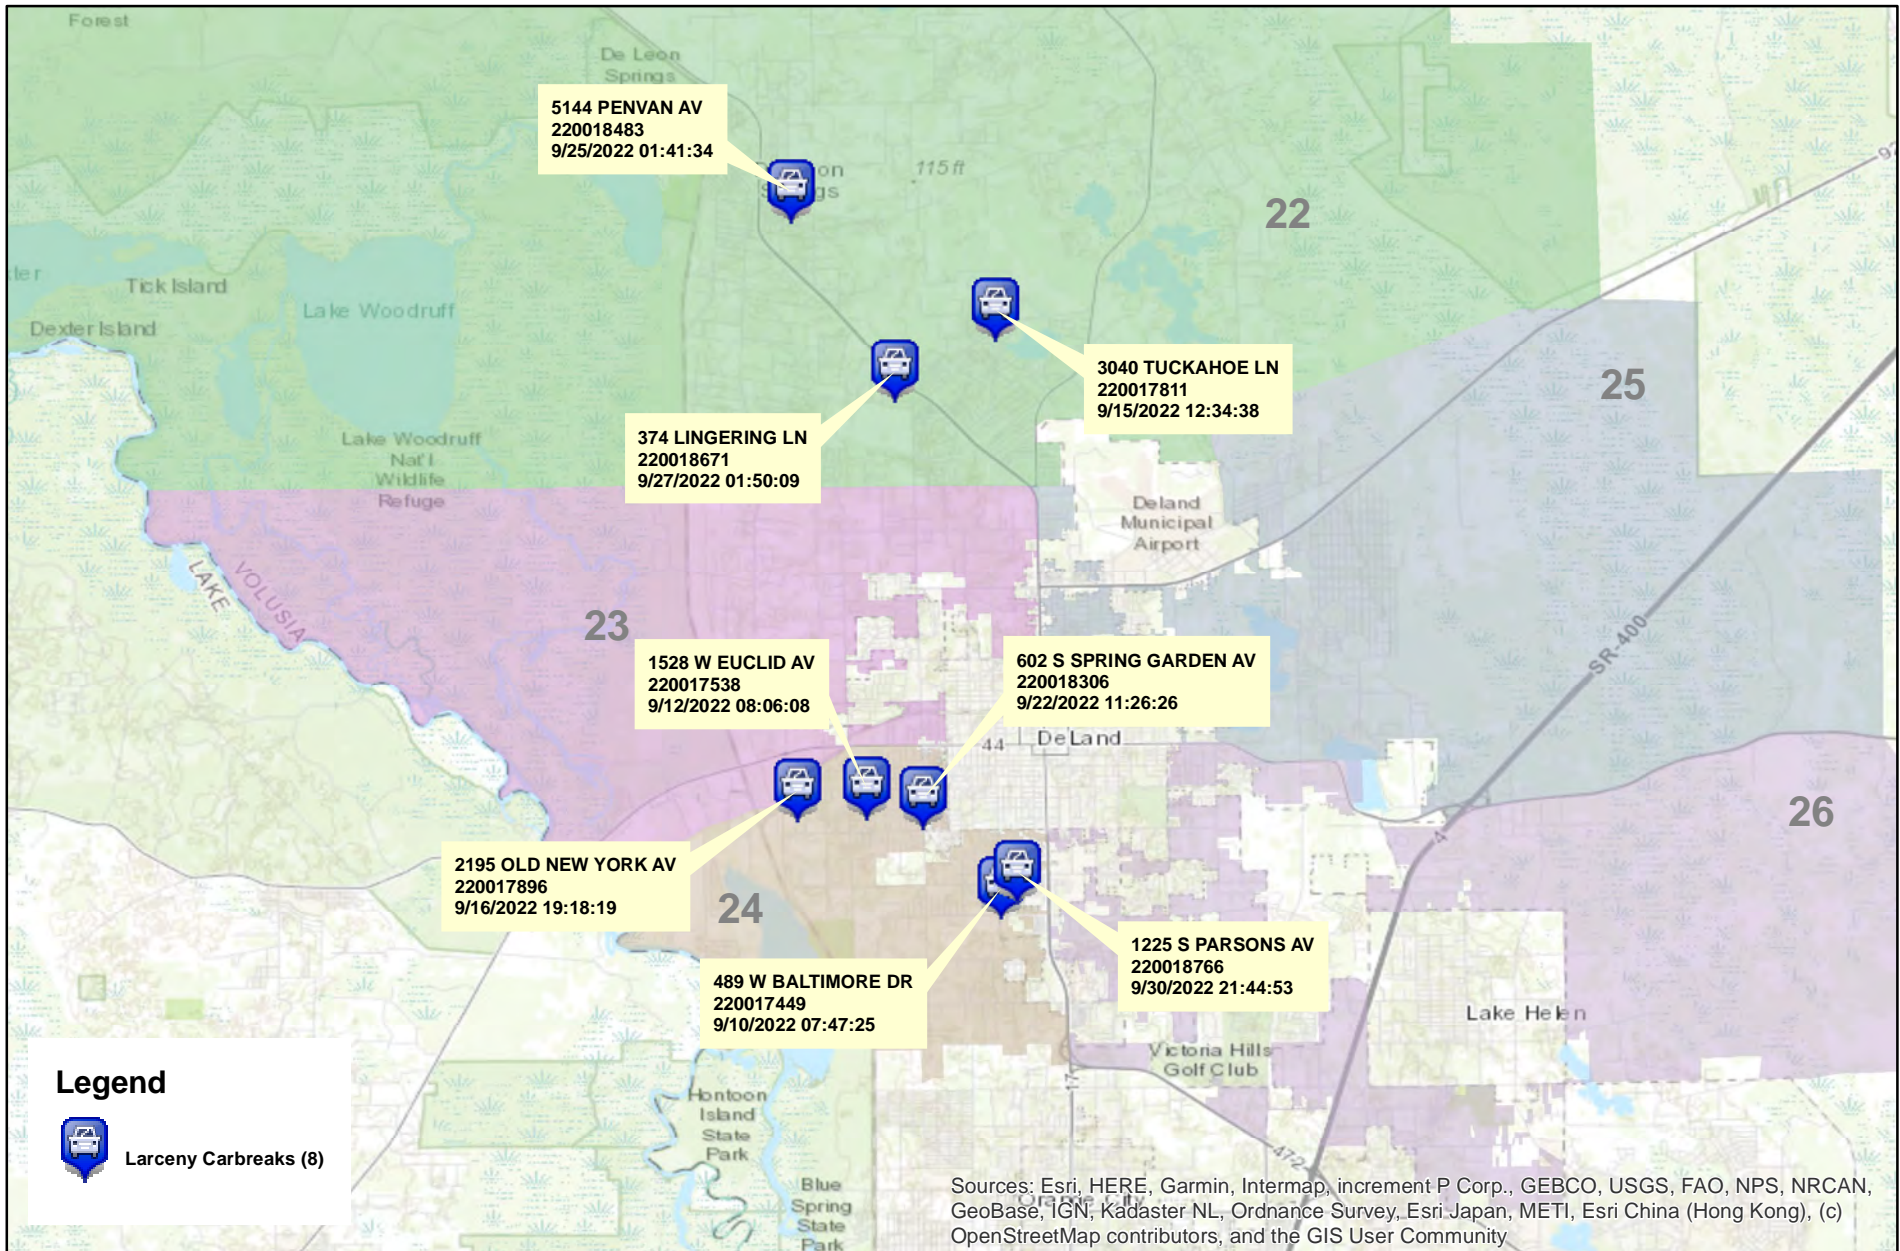 Forest
De Leon
Springs
5144 PENVAN AV
220018483
9/25/2022 01:41:34
115 ft
22
92
Tick Island
Lake Woodruff
Dexter Island
3040 TUCKAHOE LN
220017811
9/15/2022 12:34:38
25
374 LINGERING LN
220018671
9/27/2022 01:50:09
Lake Woodruff
Nat'l
Wildlife
Refuge
Deland
Municipal
Airport
LAKE
VOLUSIA
23
SR-400
1528 W EUCLID AV
220017538
9/12/2022 08:06:08
602 S SPRING GARDEN AV
220018306
9/22/2022 11:26:26
44
DeLand
26
4
2195 OLD NEW YORK AV
220017896
9/16/2022 19:18:19
24
489 W BALTIMORE DR
220017449
9/10/2022 07:47:25
1225 S PARSONS AV
220018766
9/30/2022 21:44:53
Lake Helen
Victoria Hills
Golf Club
17
472
Hontoon
Island
State
Park
Blue
Spring
State
Park
Orange City
Legend
Larceny Carbreaks (8)
Sources: Esri, HERE, Garmin, Intermap, increment P Corp., GEBCO, USGS, FAO, NPS, NRCAN,
GeoBase, IGN, Kadaster NL, Ordnance Survey, Esri Japan, METI, Esri China (Hong Kong), (c)
OpenStreetMap contributors, and the GIS User Community